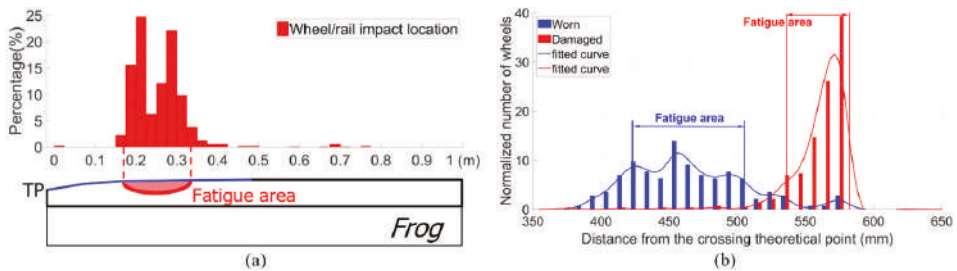 (a)
25
20
15
10
5
0
Percentage(%)
Wheel/rail impact location
0 0.1 0.2 0.3 0.4 0.5 0.6 0.7 0.8 0.9 1 (m)
TP
Fatigue area
Frog
(a)
(b)
40
30
20
10
0
Normalized number of wheels
Worn
Damaged
fitted curve
fitted curve
Fatigue area
Fatigue area
350 400 450 500 550 600 650
Distance from the crossing theoretical point (mm)
(b)